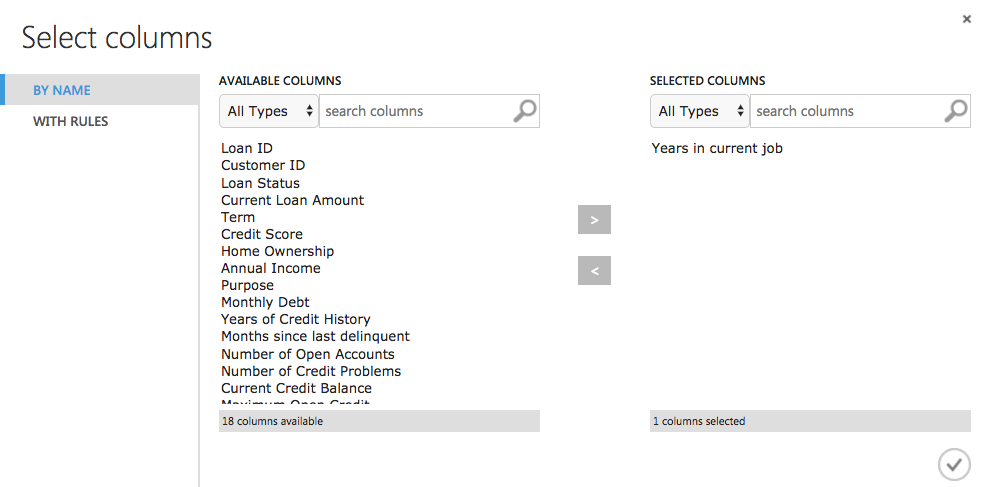 Select columns
×
BY NAME
WITH RULES
AVAILABLE COLUMNS
All Types
search columns
Loan ID
Customer ID
Loan Status
Current Loan Amount
Term
Credit Score
Home Ownership
Annual Income
Purpose
Monthly Debt
Years of Credit History
Months since last delinquent
Number of Open Accounts
Number of Credit Problems
Current Credit Balance
Maximum Open Credit
18 columns available
>
<
SELECTED COLUMNS
All Types
search columns
Years in current job
1 columns selected